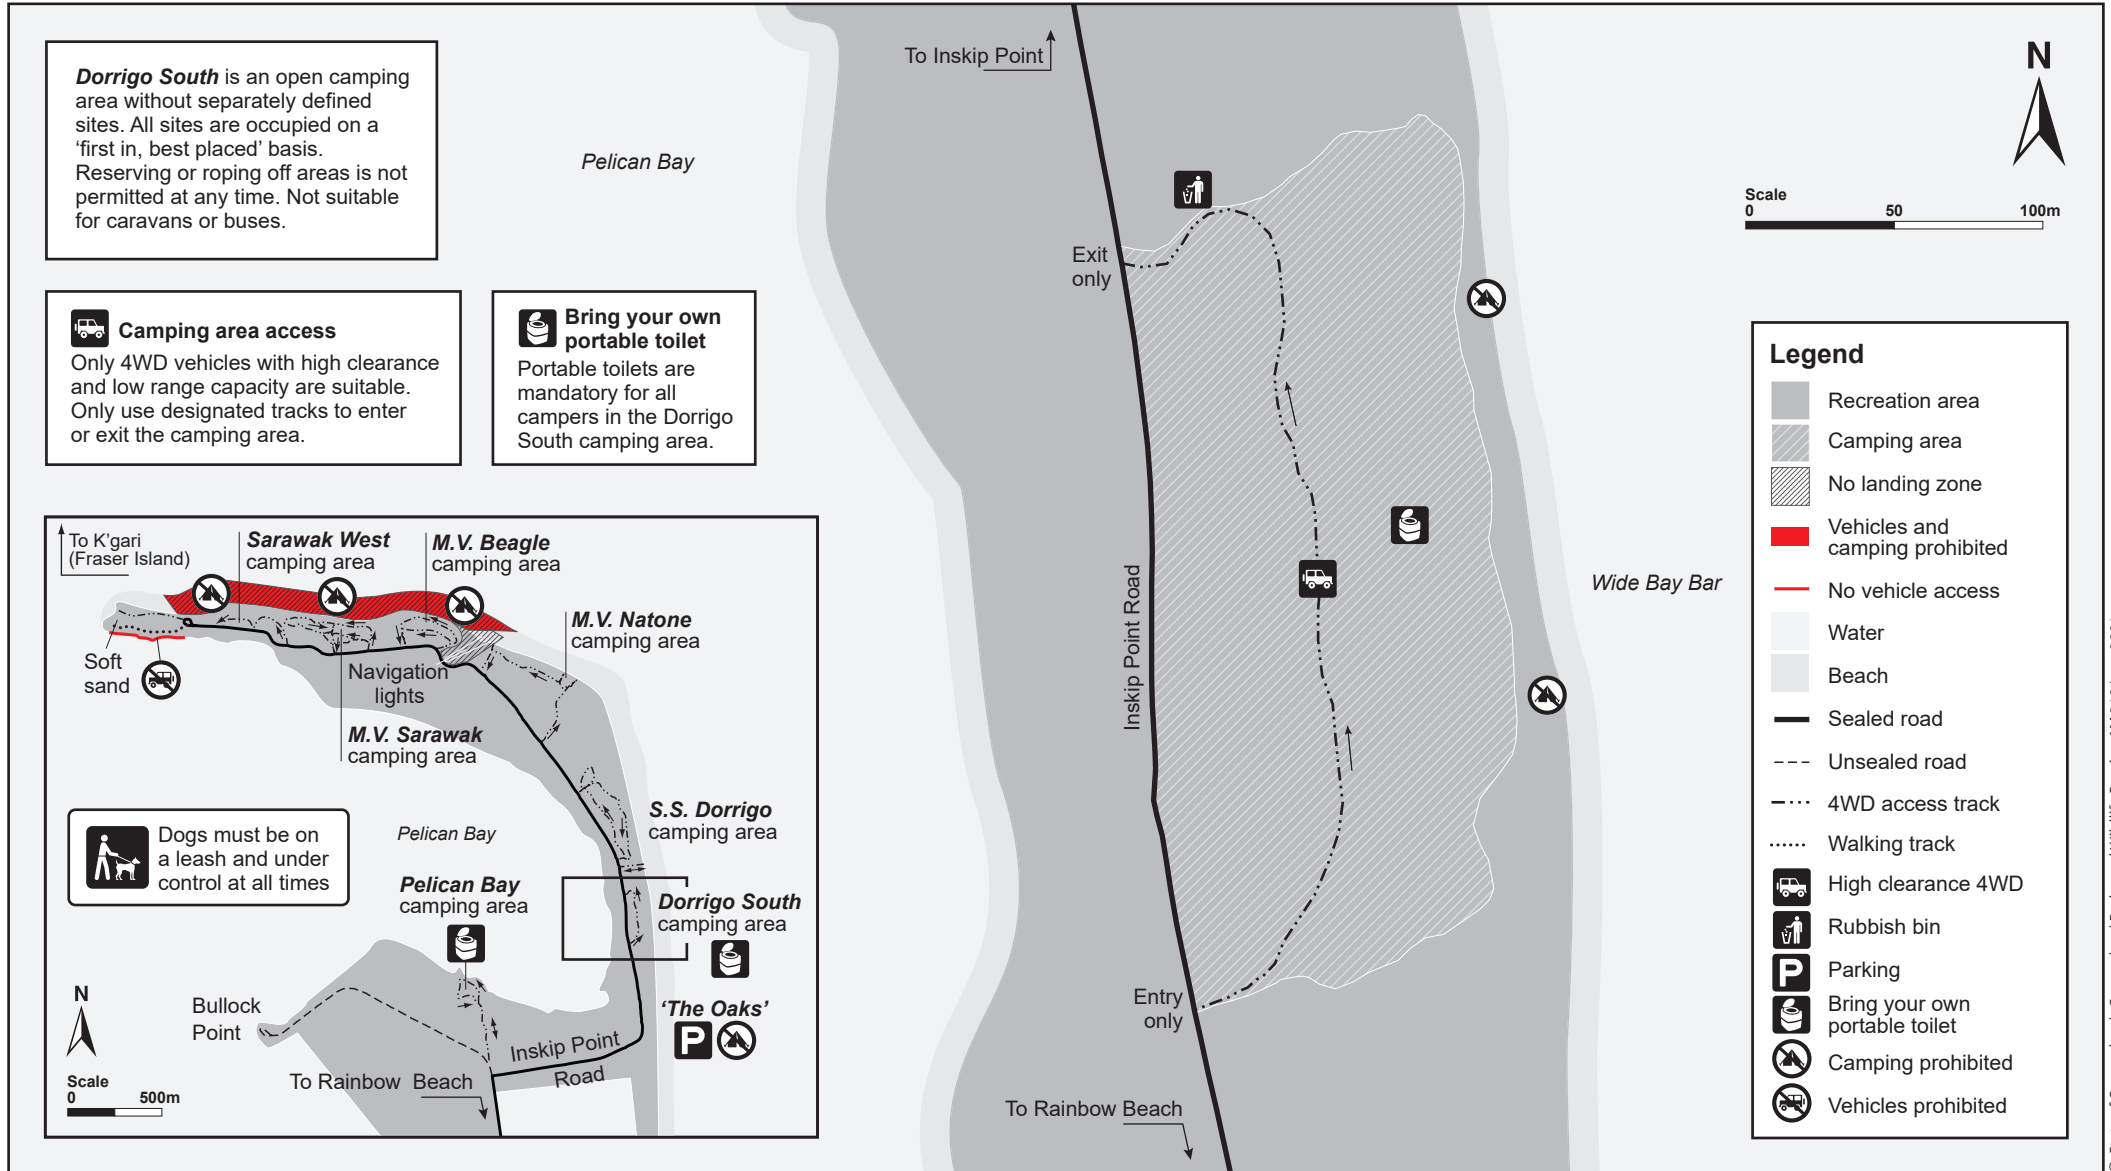 Dorrigo South is an open camping
area without separately defined
sites. All sites are occupied on a
‘first in, best placed’ basis.
Reserving or roping off areas is not
permitted at any time. Not suitable
for caravans or buses.
Camping area access
Only 4WD vehicles with high clearance
and low range capacity are suitable.
Only use designated tracks to enter
or exit the camping area.
Bring your own
portable toilet
Portable toilets are
mandatory for all
campers in the Dorrigo
South camping area.
To K’gari
(Fraser Island)
Sarawak West
camping area
M.V. Beagle
camping area
M.V. Natone
camping area
Soft
sand
Navigation
lights
M.V. Sarawak
camping area
S.S. Dorrigo
camping area
Dogs must be on
a leash and under
control at all times
Pelican Bay
Pelican Bay
camping area
Dorrigo South
camping area
N
Bullock
Point
‘The Oaks’
P
Inskip Point
Road
To Rainbow Beach
Scale
0 500m
To Inskip Point
Pelican Bay
Exit
only
Inskip Point Road
Entry
only
To Rainbow Beach
Wide Bay Bar
N
Scale
0 50 100m
Legend
Recreation area
Camping area
No landing zone
Vehicles and
camping prohibited
No vehicle access
Water
Beach
Sealed road
Unsealed road
4WD access track
Walking track
High clearance 4WD
Rubbish bin
P
Parking
Bring your own
portable toilet
Camping prohibited
Vehicles prohibited